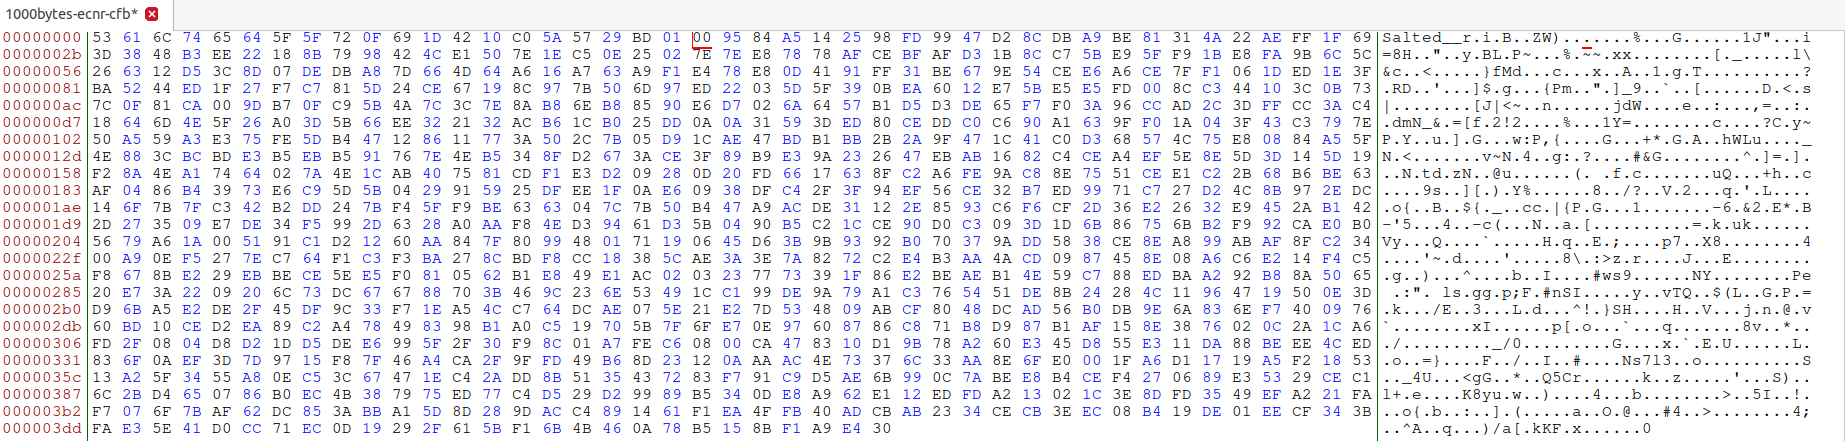 1000bytes-ecnr-cfb*
00000000 53 61 6C 74 65 64 5F 5F 72 0F 69 1D 42 10 C0 5A 57 29 BD 01 00 95 84 A5 14 25 98 FD 99 47 D2 8C DB A9 BE 81 31 4A 22 AE FF 1F 69 Salted__r.i.B..ZW).......%...G......1J"...i
0000002b 3D 38 48 B3 EE 22 18 8B 79 98 42 4C E1 50 7E 1E C5 0E 25 02 7E 7E E8 78 78 AF CE BF AF D3 1B 8C C7 5B E9 5F F9 1B E8 FA 9B 6C 5C =8H.."..y.BL.P~...%.~~.xx........[._.....l\
00000056 26 63 12 D5 3C 8D 07 DE DB A8 7D 66 4D 64 A6 16 A7 63 A9 F1 E4 78 E8 0D 41 91 FF 31 BE 67 9E 54 CE E6 A6 CE 7F F1 06 1D ED 1E 3F &c..<.....}fMd...c...x..A..1.g.T..........?
00000081 BA 52 44 ED 1F 27 F7 C7 81 5D 24 CE 67 19 8C 97 7B 50 6D 97 ED 22 03 5D 5F 39 0B EA 60 12 E7 5B E5 E5 FD 00 8C C3 44 10 3C 0B 73 .RD..'...]$.g...{Pm..".]_9..`..[......D.<.s
000000ac 7C 0F 81 CA 00 9D B7 0F C9 5B 4A 7C 3C 7E 8A B8 6E B8 85 90 E6 D7 02 6A 64 57 B1 D5 D3 DE 65 F7 F0 3A 96 CC AD 2C 3D FF CC 3A C4 |........[J|<~..n......jdW....e..:...,=..:.
000000d7 18 64 6D 4E 5F 26 A0 3D 5B 66 EE 32 21 32 AC B6 1C B0 25 DD 0A 0A 31 59 3D ED 80 CE DD C0 C6 90 A1 63 9F F0 1A 04 3F 43 C3 79 7E .dmN_&.=[f.2!2....%...1Y=........c....?C.y~
00000102 50 A5 59 A3 E3 75 FE 5D B4 47 12 86 11 77 3A 50 2C 7B 05 D9 1C AE 47 BD B1 BB 2B 2A 9F 47 1C 41 C0 D3 68 57 4C 75 E8 08 84 A5 5F P.Y..u.].G...w:P,{....G...+*.G.A..hWLu...._
0000012d 4E 88 3C BC BD E3 B5 EB B5 91 76 7E 4E B5 34 8F D2 67 3A CE 3F 89 B9 E3 9A 23 26 47 EB AB 16 82 C4 CE A4 EF 5E 8E 5D 3D 14 5D 19 N.<.......v~N.4..g:.?....#&G........^.]=.].
00000158 F2 8A 4E A1 74 64 02 7A 4E 1C AB 40 75 81 CD F1 E3 D2 09 28 0D 20 FD 66 17 63 8F C2 A6 FE 9A C8 8E 75 51 CE E1 C2 2B 68 B6 BE 63 ..N.td.zN..@u......(. .f.c.......uQ...+h..c
00000183 AF 04 86 B4 39 73 E6 C9 5D 5B 04 29 91 59 25 DF EE 1F 0A E6 09 38 DF C4 2F 3F 94 EF 56 CE 32 B7 ED 99 71 C7 27 D2 4C 8B 97 2E DC ....9s..][.).Y%......8../?..V.2...q.'.L....
000001ae 14 6F 7B 7F C3 42 B2 DD 24 7B F4 5F F9 BE 63 63 04 7C 7B 50 B4 47 A9 AC DE 31 12 2E 85 93 C6 F6 CF 2D 36 E2 26 32 E9 45 2A B1 42 .o{..B..${._..cc.|{P.G...1.......-6.&2.E*.B
000001d9 2D 27 35 09 E7 DE 34 F5 99 2D 63 28 A0 AA F8 4E D3 94 61 D3 5B 04 90 B5 C2 1C CE 90 D0 C3 09 3D 1D 6B 86 75 6B B2 F9 92 CA E0 B0 -'5...4..-c(...N..a.[..........=.k.uk......
00000204 56 79 A6 1A 00 51 91 C1 D2 12 60 AA 84 7F 80 99 48 01 71 19 06 45 D6 3B 9B 93 92 B0 70 37 9A DD 58 38 CE 8E A8 99 AB AF 8F C2 34 Vy...Q....`.....H.q..E.;....p7..X8........4
0000022f 00 A9 0E F5 27 7E C7 64 F1 C3 F3 BA 27 8C BD F8 CC 18 38 5C AE 3A 3E 7A 82 72 C2 E4 B3 AA 4A CD 09 87 45 8E 08 A6 C6 E2 14 F4 C5 ....'~.d....'.....8\.:>z.r....J...E........
0000025a F8 67 8B E2 29 EB BE CE 5E E5 F0 81 05 62 B1 E8 49 E1 AC 02 03 23 77 73 39 1F 86 E2 BE AE B1 4E 59 C7 88 ED BA A2 92 B8 8A 50 65 .g..)...^....b..I....#ws9......NY........Pe
00000285 20 E7 3A 22 09 20 6C 73 DC 67 67 88 70 3B 46 9C 23 6E 53 49 1C C1 99 DE 9A 79 A1 C3 76 54 51 DE 8B 24 28 4C 11 96 47 19 50 0E 3D  .:". ls.gg.p;F.#nSI.....y..vTQ..$(L..G.P.=
000002b0 D9 6B A5 E2 DE 2F 45 DF 9C 33 F7 1E A5 4C C7 64 DC AE 07 5E 21 E2 7D 53 48 09 AB CF 80 48 DC AD 56 B0 DB 9E 6A 83 6E F7 40 09 76 .k.../E..3...L.d...^!.}SH....H..V...j.n.@.v
000002db 60 BD 10 CE D2 EA 89 C2 A4 78 49 83 98 B1 A0 C5 19 70 5B 7F 6F FE 0E 97 60 87 86 C8 71 B8 D9 87 B1 AF 15 8E 38 76 02 0C 2A 1C A6 `........xI......p[.o...`...q.......8v..*..
00000306 FD 2F 08 04 D8 D2 1D D5 DE E6 99 5F 2F 30 F9 8C 01 A7 FE C6 08 00 CA 47 83 10 D1 9B 78 A2 60 E3 45 D8 55 E3 11 DA 88 BE EE 4C ED ./........._/0.........G....x.`.E.U......L.
00000331 83 6F 0A EF 3D 7D 97 15 F8 7F 46 A4 CA 2F 9F FD 49 B6 8D 23 12 0A AA AC 4E 73 37 6C 33 AA 8E 6F FE 00 1F A6 D1 17 19 A5 F2 18 53 .o..=}....F../..I..#....Ns7l3..o..........S
0000035c 13 A2 5F 34 55 A8 0E C5 3C 67 47 1E C4 2A DD 8B 51 35 43 72 83 F7 91 C9 D5 AE 6B 99 0C 7A BE E8 B4 CE F4 27 06 89 E3 53 29 CE C1 .._4U...<gG..*..Q5Cr......k..z.....'...S)..
00000387 6C 2B D4 65 07 86 B0 EC 4B 38 79 75 ED 77 C4 D5 29 D2 99 89 B5 34 0D E8 A9 62 E1 12 ED FD A2 13 02 1C 3E 8D FD 35 49 EF A2 21 FA l+.e....K8yu.w..)....4...b........>..5I..!.
000003b2 F7 07 6F 7B AF 62 DC 85 3A BB A1 5D 8D 28 9D AC C4 89 14 61 F1 EA 4F FB 40 AD CB AB 23 34 CE CB 3E EC 08 B4 19 DE 01 EE CF 34 3B ..o{.b..:..].(.....a..O.@...#4..>........4;
000003dd FA E3 5E 41 D0 CC 71 EC 0D 19 29 2F 61 5B F1 6B 4B 46 0A 78 B5 15 8B F1 A9 E4 30 ..^A..q...)/a[.kKF.x......0